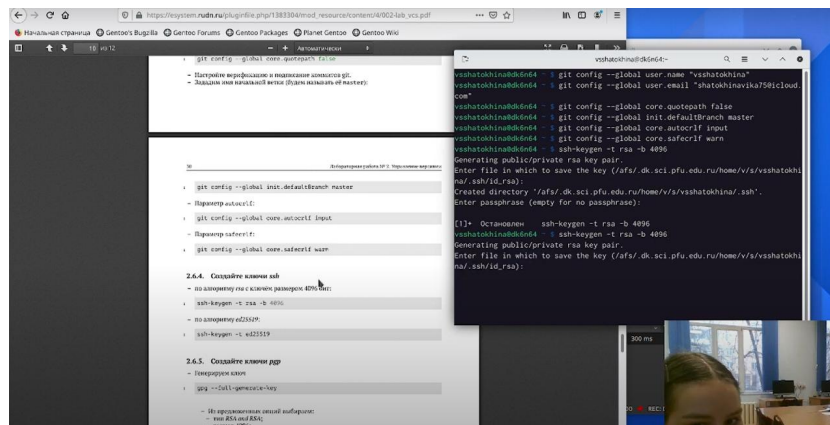 https://esystem.rudn.ru/pluginfile.php/1383304/mod_resource/content/4/002-lab_vcs.pdf
Начальная страница Gentoo's Bugzilla Gentoo Forums Gentoo Packages Planet Gentoo Gentoo Wiki
10 из 12
Автоматически
git config --global core.quotepath false
– Настройте верификацию и подписание коммитов git.
– Зададим имя начальной ветки (будем называть её master):
Лабораторная работа № 2. Управление версиями
git config --global init.defaultBranch master
– Параметр autocrlf:
git config --global core.autocrlf input
– Параметр safecrlf:
git config --global core.safecrlf warn
2.6.4. Создайте ключи ssh
– по алгоритму rsa с ключём размером 4096 бит:
ssh-keygen -t rsa -b 4096
– по алгоритму ed25519:
ssh-keygen -t ed25519
2.6.5. Создайте ключи pgp
– Генерируем ключ
gpg --full-generate-key
– Из предложенных опций выбираем:
– тип RSA and RSA;
vsshatokhina@dk6n64:~
vsshatokhina@dk6n64 ~ $ git config --global user.name "vsshatokhina"
vsshatokhina@dk6n64 ~ $ git config --global user.email "shatokhinavika750icloud.
com"
vsshatokhina@dk6n64 ~ $ git config --global core.quotepath false
vsshatokhina@dk6n64 ~ $ git config --global init.defaultBranch master
vsshatokhina@dk6n64 ~ $ git config --global core.autocrlf input
vsshatokhina@dk6n64 ~ $ git config --global core.safecrlf warn
vsshatokhina@dk6n64 ~ $ ssh-keygen -t rsa -b 4096
Generating public/private rsa key pair.
Enter file in which to save the key (/afs/.dk.sci.pfu.edu.ru/home/v/s/vsshatokhi
na/.ssh/id_rsa):
Created directory '/afs/.dk.sci.pfu.edu.ru/home/v/s/vsshatokhina/.ssh'.
Enter passphrase (empty for no passphrase):
[1]+ Остановлен ssh-keygen -t rsa -b 4096
vsshatokhina@dk6n64 ~ $ ssh-keygen -t rsa -b 4096
Generating public/private rsa key pair.
Enter file in which to save the key (/afs/.dk.sci.pfu.edu.ru/home/v/s/vsshatokhi
na/.ssh/id_rsa):
300 ms
REC: